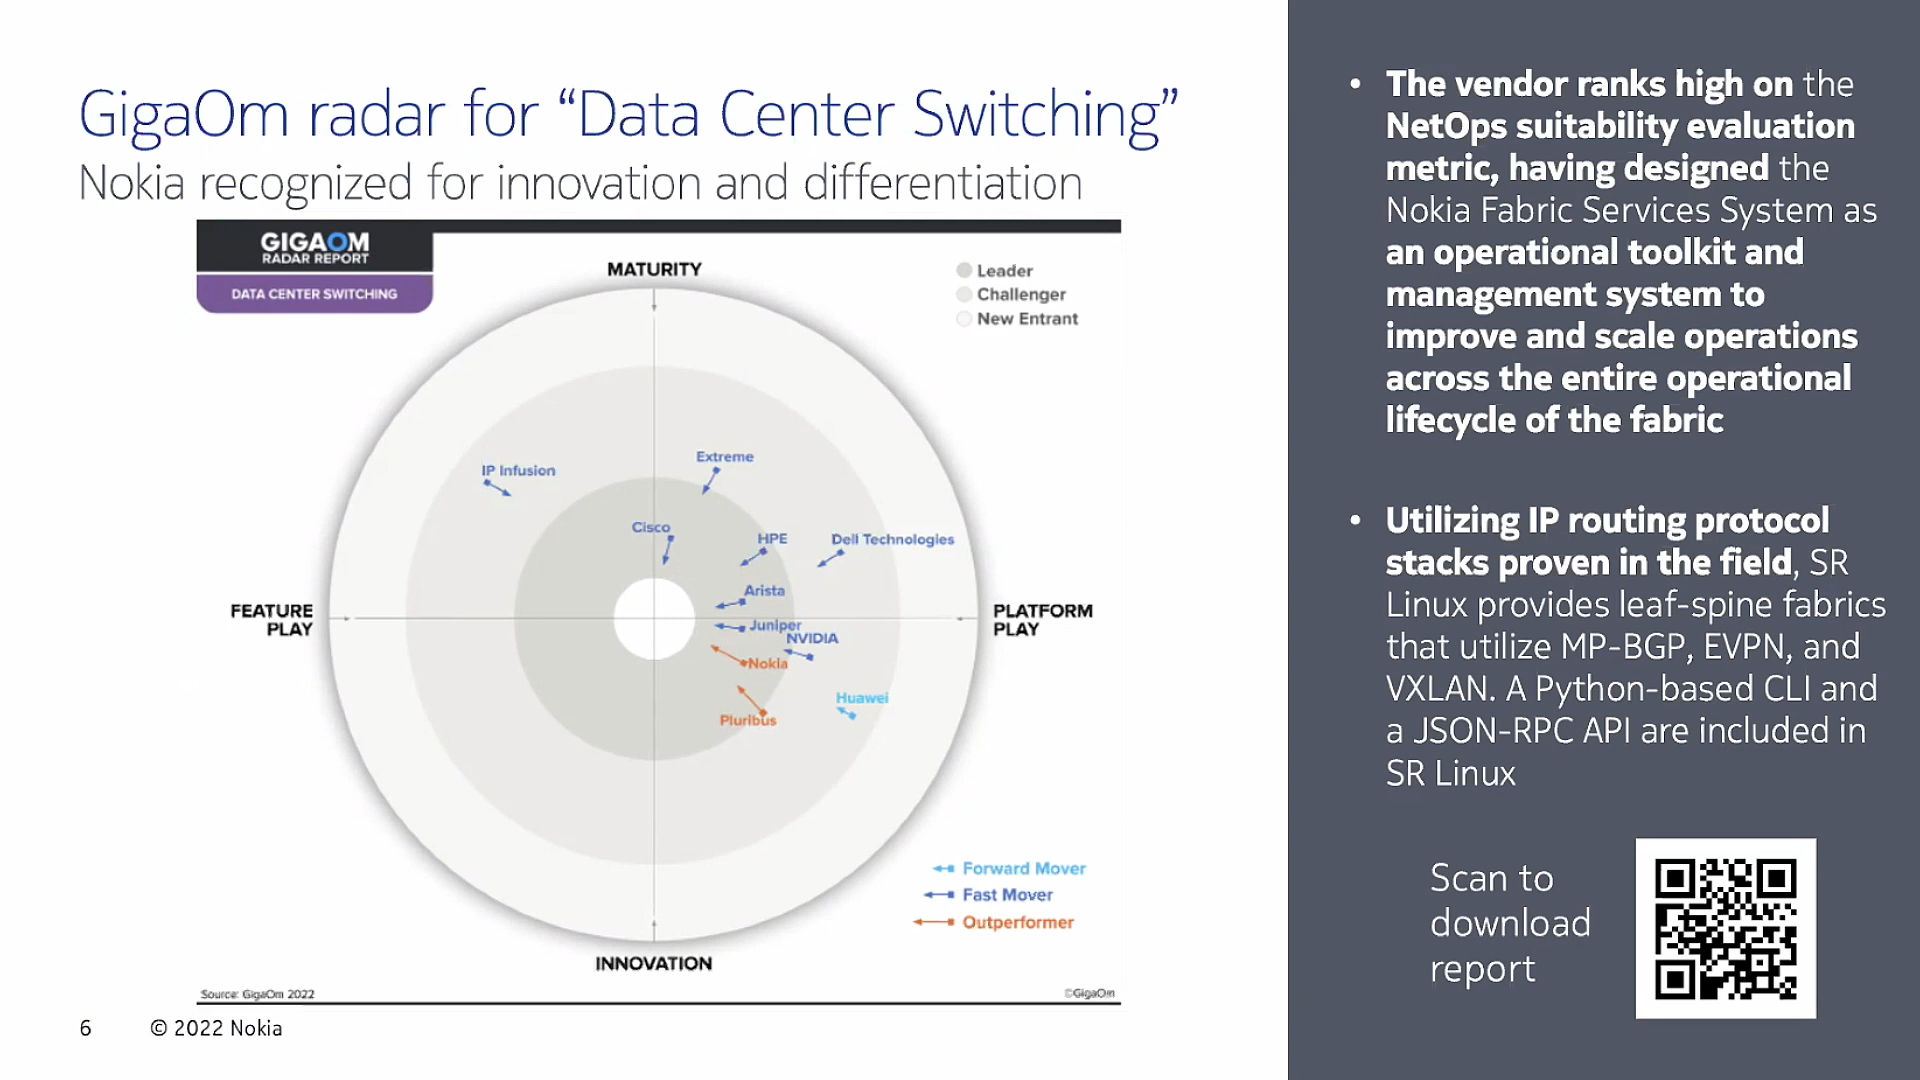 GigaOm radar for “Data Center Switching”
Nokia recognized for innovation and differentiation
GIGAOM
RADAR REPORT
DATA CENTER SWITCHING
MATURITY
Leader
Challenger
New Entrant
IP Infusion
Extreme
Cisco
HPE
Dell Technologies
Arista
FEATURE
PLAY
PLATFORM
PLAY
Juniper
NVIDIA
Nokia
Huawei
Pluribus
Forward Mover
Fast Mover
Outperformer
INNOVATION
Source: GigaOm 2022
©GigaOm
6 © 2022 Nokia
• The vendor ranks high on the
NetOps suitability evaluation
metric, having designed the
Nokia Fabric Services System as
an operational toolkit and
management system to
improve and scale operations
across the entire operational
lifecycle of the fabric
• Utilizing IP routing protocol
stacks proven in the field, SR
Linux provides leaf-spine fabrics
that utilize MP-BGP, EVPN, and
VXLAN. A Python-based CLI and
a JSON-RPC API are included in
SR Linux
Scan to
download
report